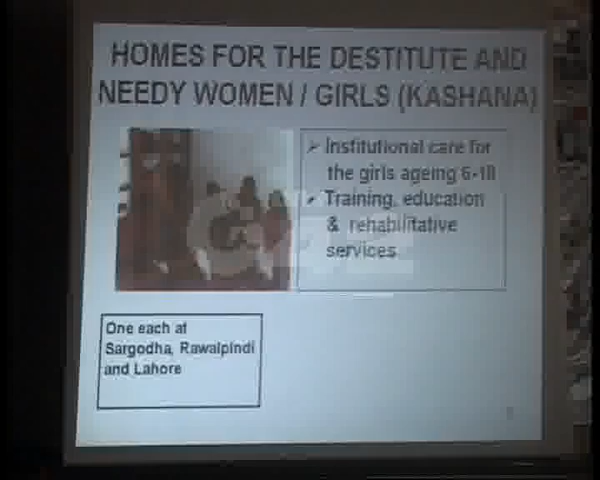 HOMES FOR THE DESTITUTE AND
NEEDY WOMEN / GIRLS (KASHANA)
Institutional care for
the girls ageing 6-18
Training, education
& rehabilitative
services
One each at
Sargodha, Rawalpindi
and Lahore